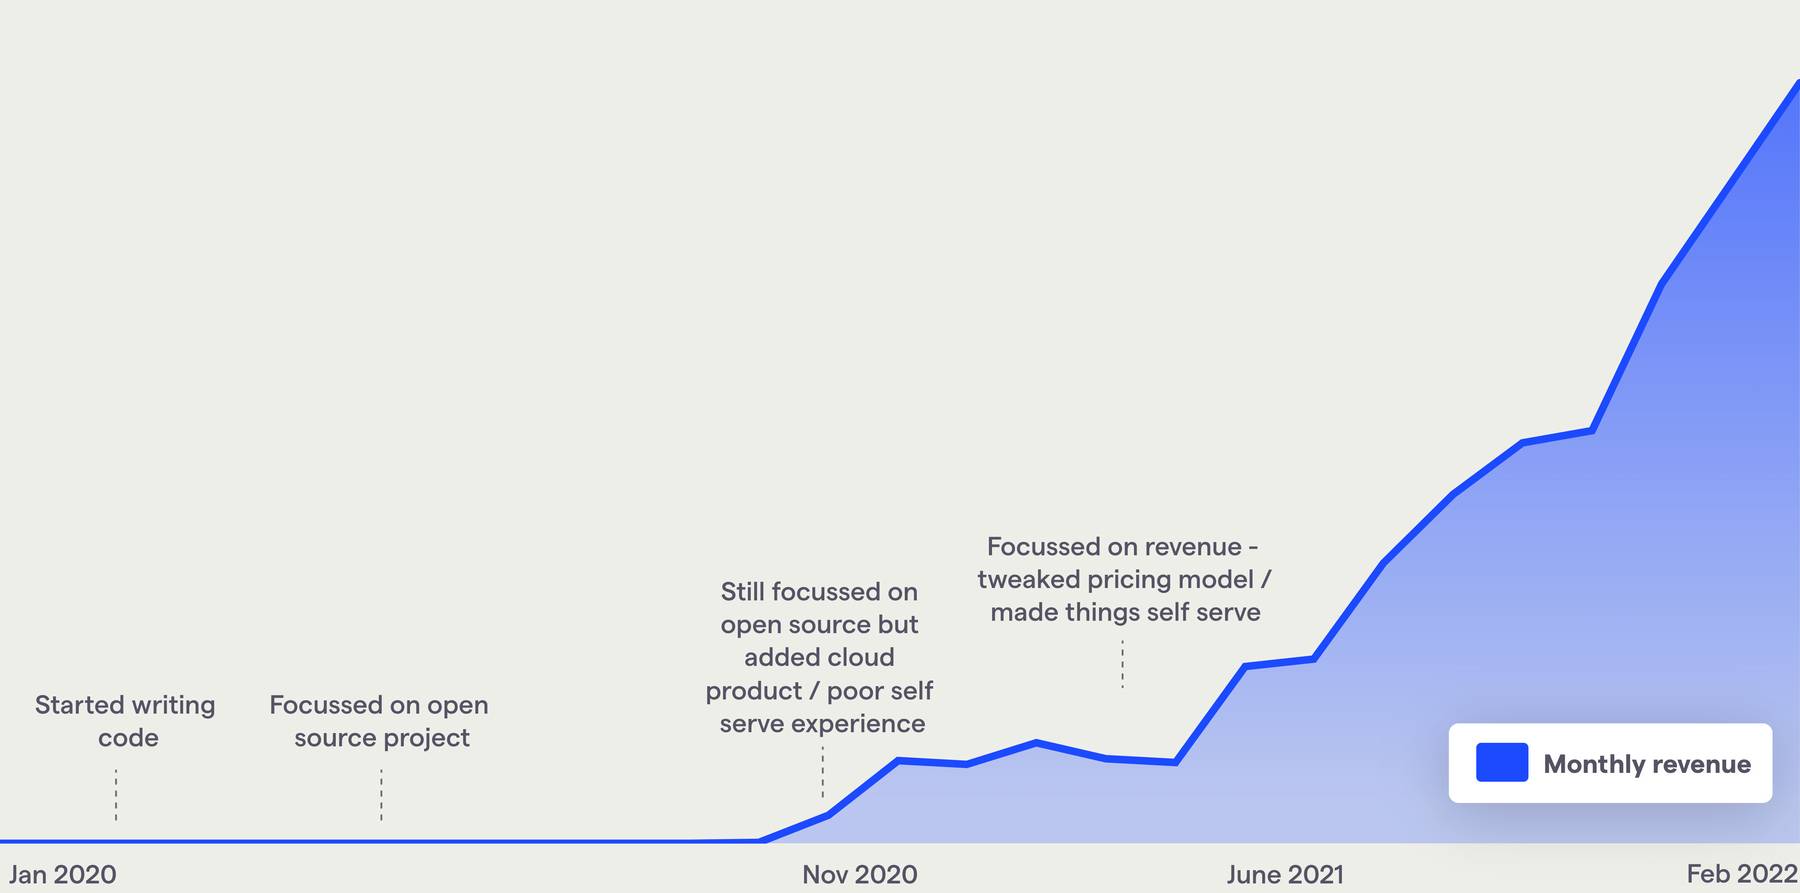 Focussed on revenue -
tweaked pricing model /
made things self serve
Still focussed on
open source but
added cloud
product / poor self
serve experience
Started writing
code
Focussed on open
source project
Monthly revenue
Jan 2020
Nov 2020
June 2021
Feb 2022